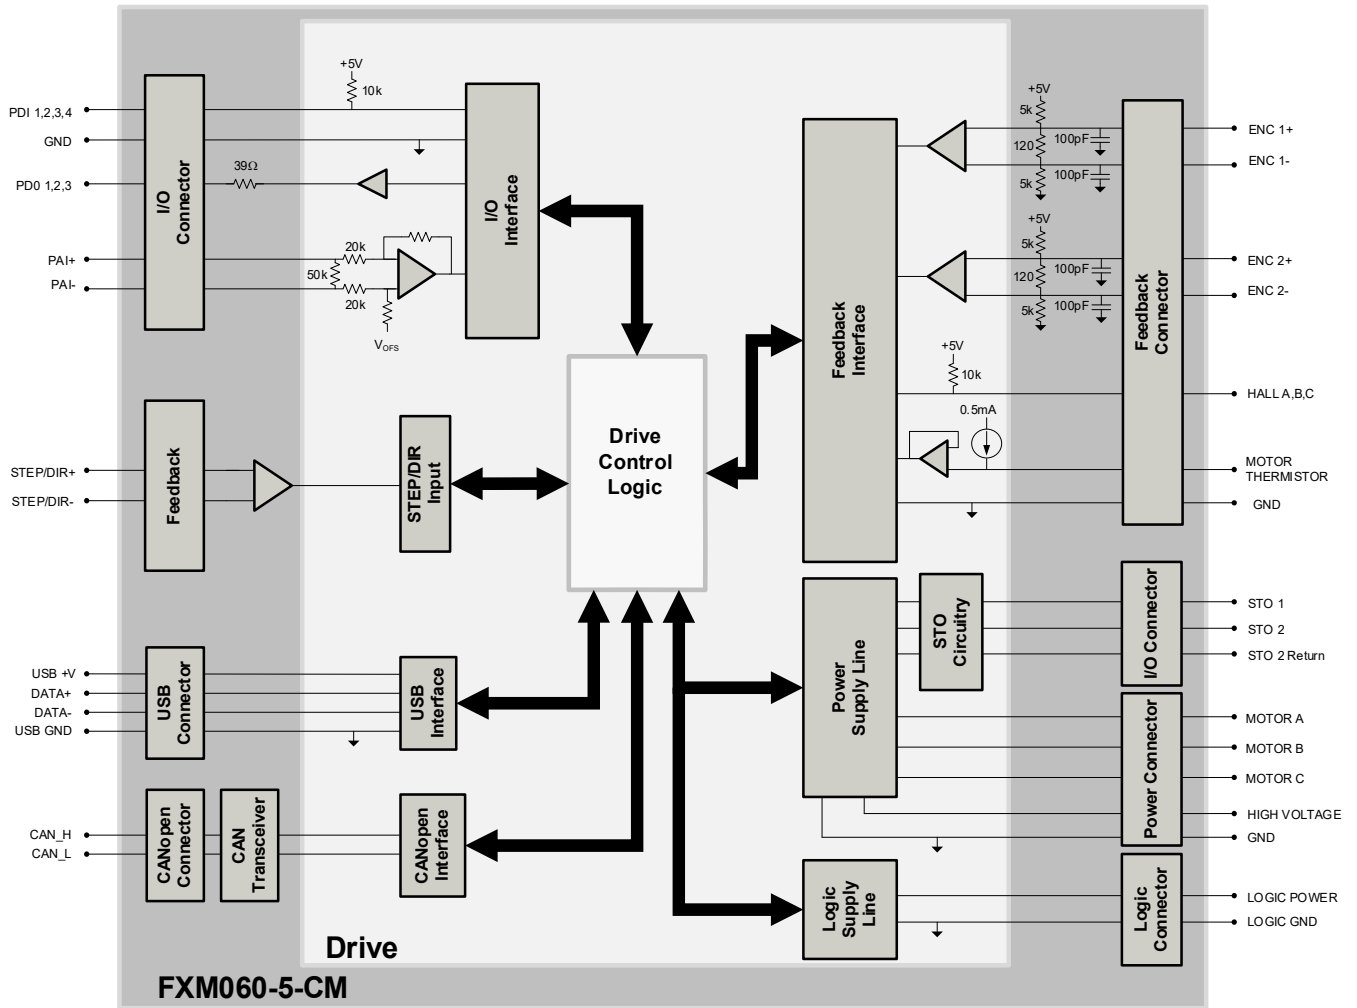 +5V
10k
PDI 1,2,3,4
GND
39Ω
PD0 1,2,3
PAI+
PAI-
20k
50k
20k
VOFS
I/O
Connector
I/O
Interface
STEP/DIR+
STEP/DIR-
Feedback
STEP/DIR
Input
Drive
Control
Logic
USB +V
DATA+
DATA-
USB GND
USB
Connector
USB
Interface
CAN_H
CAN_L
CANopen
Connector
CAN
Transceiver
CANopen
Interface
Feedback
Interface
+5V
5k
120
5k
100pF
100pF
ENC 1+
ENC 1-
+5V
5k
120
5k
100pF
100pF
ENC 2+
ENC 2-
Feedback
Connector
+5V
10k
HALL A,B,C
0.5mA
MOTOR
THERMISTOR
GND
Power
Supply Line
STO
Circuitry
I/O Connector
STO 1
STO 2
STO 2 Return
Power Connector
MOTOR A
MOTOR B
MOTOR C
HIGH VOLTAGE
GND
Logic
Supply
Line
Logic
Connector
LOGIC POWER
LOGIC GND
Drive
FXM060-5-CM